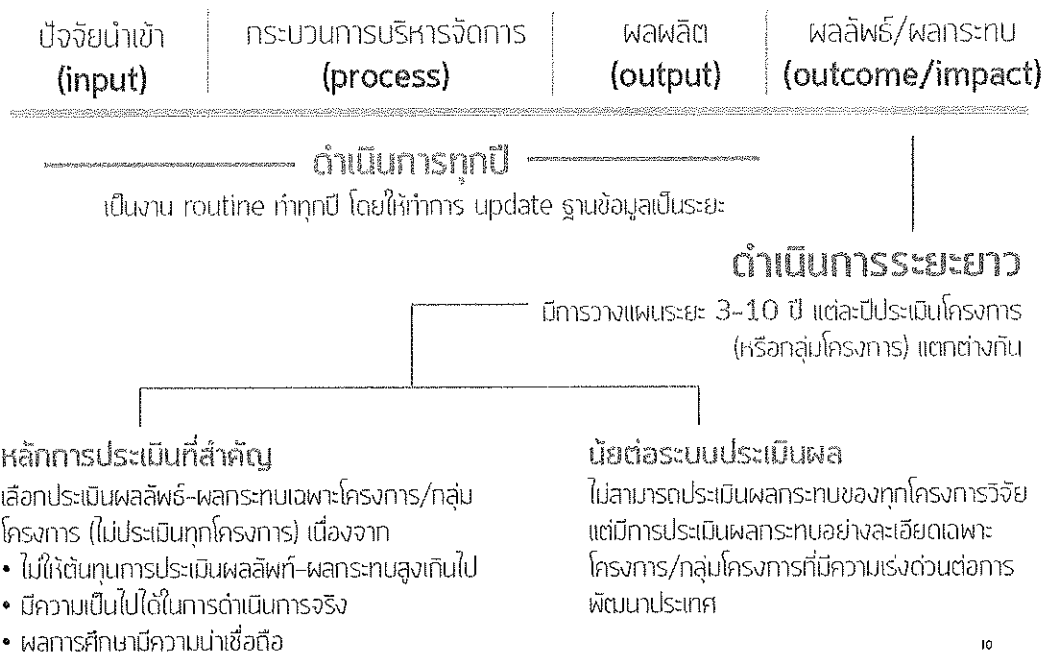 ปัจจัยนำเข้า
(input)
กระบวนการบริหารจัดการ
(process)
ผลผลิต
(output)
ผลลัพธ์/ผลกระทบ
(outcome/impact)
ดำเนินการทุกปี
เป็นงาน routine ทำทุกปี โดยให้ทำการ update ฐานข้อมูลเป็นระยะ
ดำเนินการระยะยาว
มีการวางแผนระยะ 3-10 ปี แต่ละปีประเมินโครงการ
(หรือกลุ่มโครงการ) แตกต่างกัน
หลักการประเมินที่สำคัญ
เลือกประเมินผลลัพธ์-ผลกระทบเฉพาะโครงการ/กลุ่ม
โครงการ (ไม่ประเมินทุกโครงการ) เนื่องจาก
• ไม่ให้ต้นทุนการประเมินผลลัพท์-ผลกระทบสูงเกินไป
• มีความเป็นไปได้ในการดำเนินการจริง
• ผลการศึกษามีความน่าเชื่อถือ
นัยต่อระบบประเมินผล
ไม่สามารถประเมินผลกระทบของทุกโครงการวิจัย
แต่มีการประเมินผลกระทบอย่างละเอียดเฉพาะ
โครงการ/กลุ่มโครงการที่มีความเร่งด่วนต่อการ
พัฒนาประเทศ
10